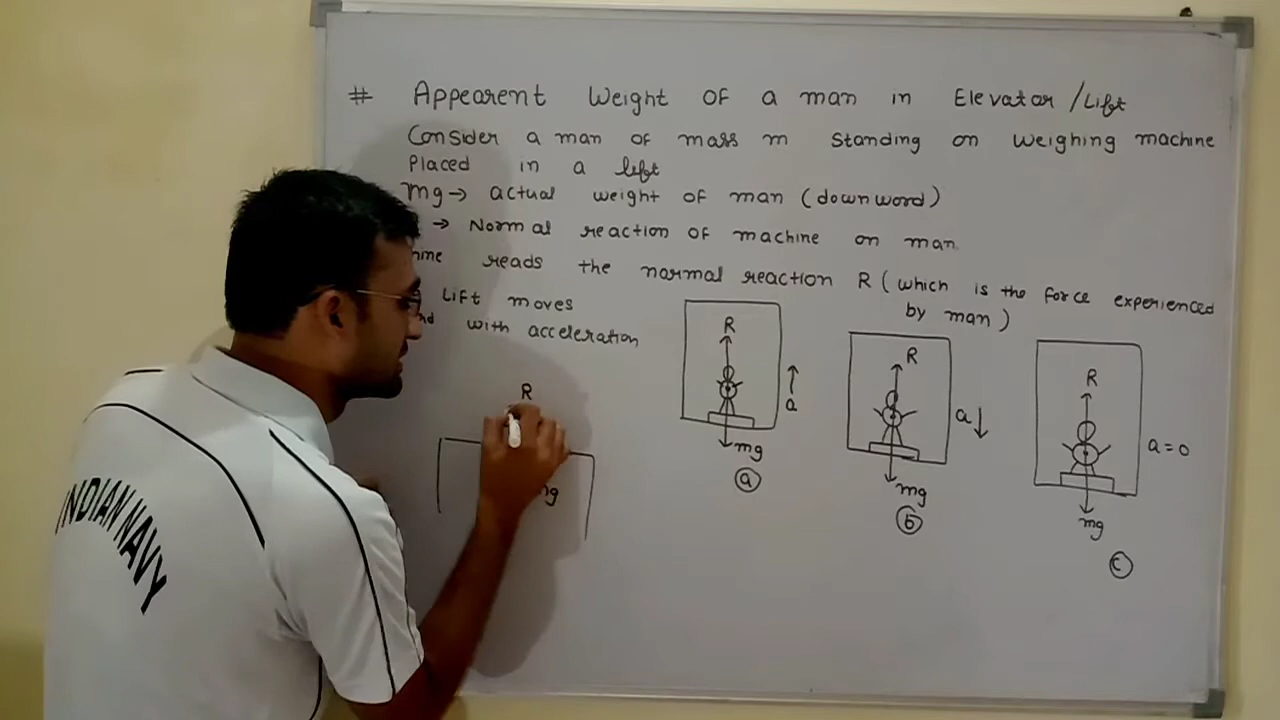 # Appearent Weight of a man in Elevator/Lift
Consider a man of mass m standing on weighing machine
Placed in a lift
mg→ actual weight of man (downword)
→ Normal reaction of machine on man
reads the normal reaction R (which is the force experienced
by man)
Lift moves
with acceleration
R
mg
a
mg
ⓐ
R
a↓
mg
ⓑ
R
a=0
mg
ⓒ
R
INDIAN NAVY